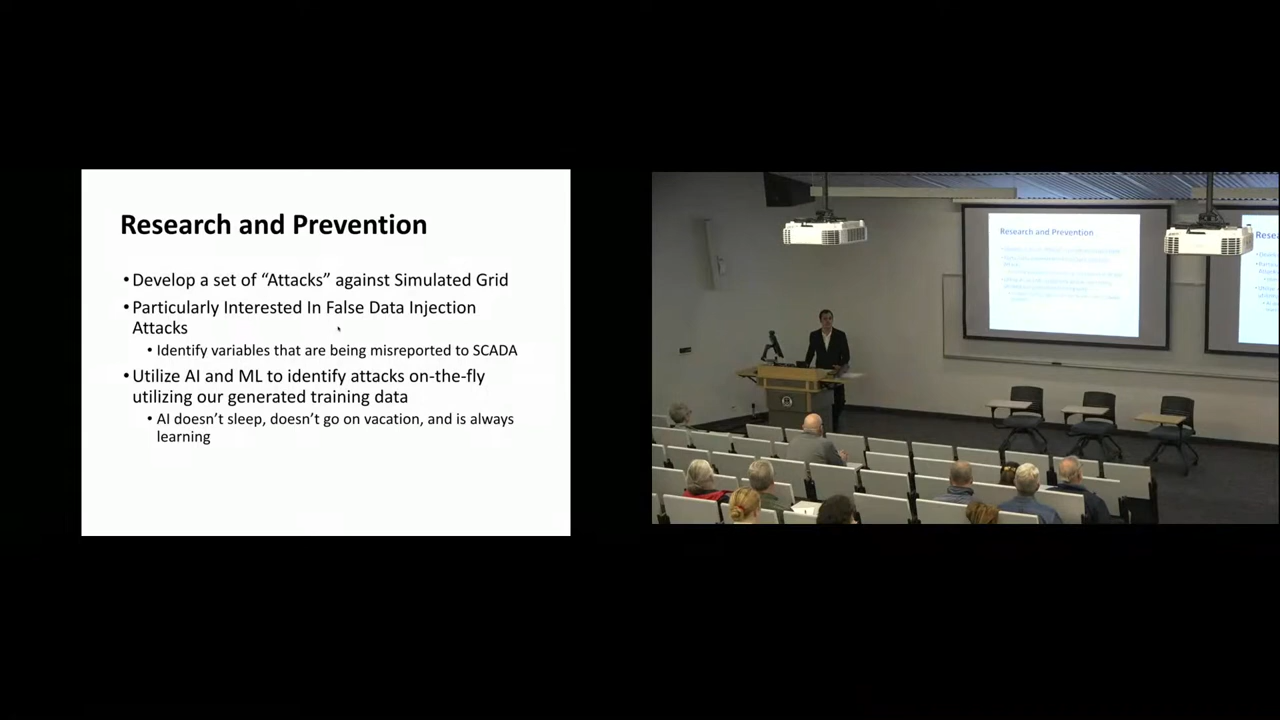 Research and Prevention
•Develop a set of “Attacks” against Simulated Grid
•Particularly Interested In False Data Injection
Attacks
• Identify variables that are being misreported to SCADA
•Utilize AI and ML to identify attacks on-the-fly
utilizing our generated training data
• AI doesn’t sleep, doesn’t go on vacation, and is always
learning
Research and Prevention
Resea